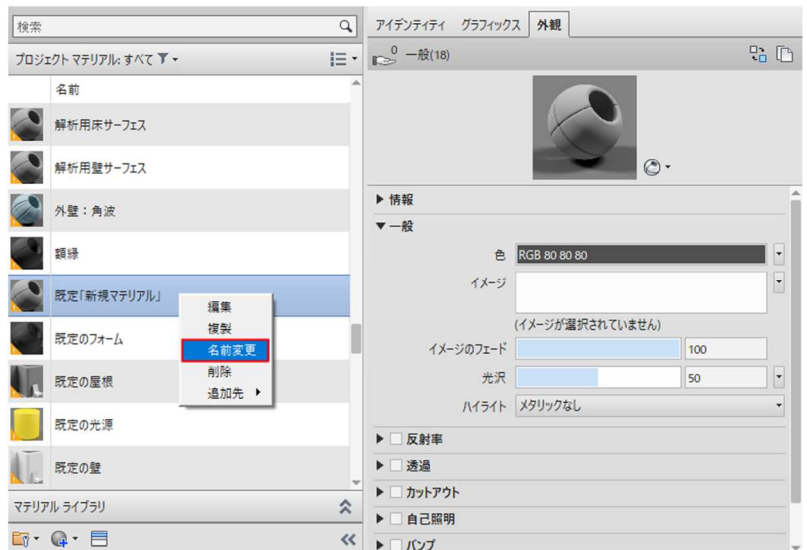 検索
プロジェクト マテリアル: すべて
名前
解析用床サーフェス
解析用壁サーフェス
外壁：角波
額縁
既定「新規マテリアル」
既定のフォーム
既定の屋根
既定の光源
既定の壁
マテリアル ライブラリ
編集
複製
名前変更
削除
追加先
アイデンティティ グラフィックス 外観
0 一般(18)
情報
一般
色 RGB 80 80 80
イメージ
(イメージが選択されていません)
イメージのフェード 100
光沢 50
ハイライト メタリックなし
反射率
透過
カットアウト
自己照明
バンプ